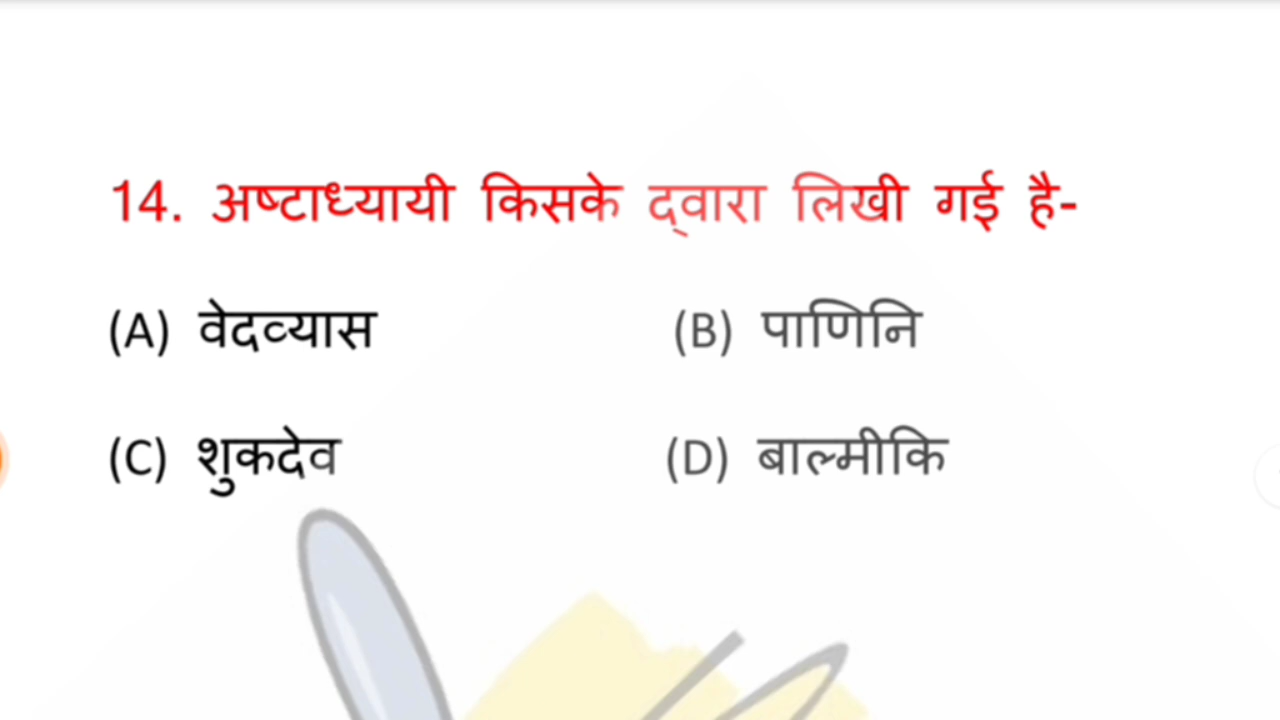 14. अष्टाध्यायी किसके द्वारा लिखी गई है-
(A) वेदव्यास (B) पाणिनि
(C) शुकदेव (D) बाल्मीकि